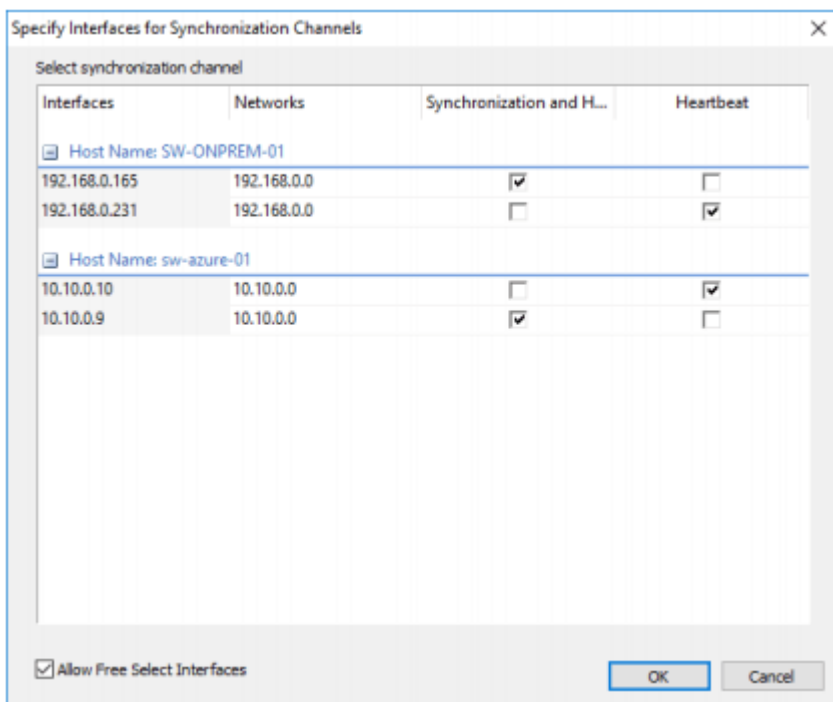 Specify Interfaces for Synchronization Channels
Select synchronization channel
Interfaces Networks Synchronization and H... Heartbeat
Host Name: SW-ONPREM-01
192.168.0.165 192.168.0.0
192.168.0.231 192.168.0.0
Host Name: sw-azure-01
10.10.0.10 10.10.0.0
10.10.0.9 10.10.0.0
Allow Free Select Interfaces OK Cancel